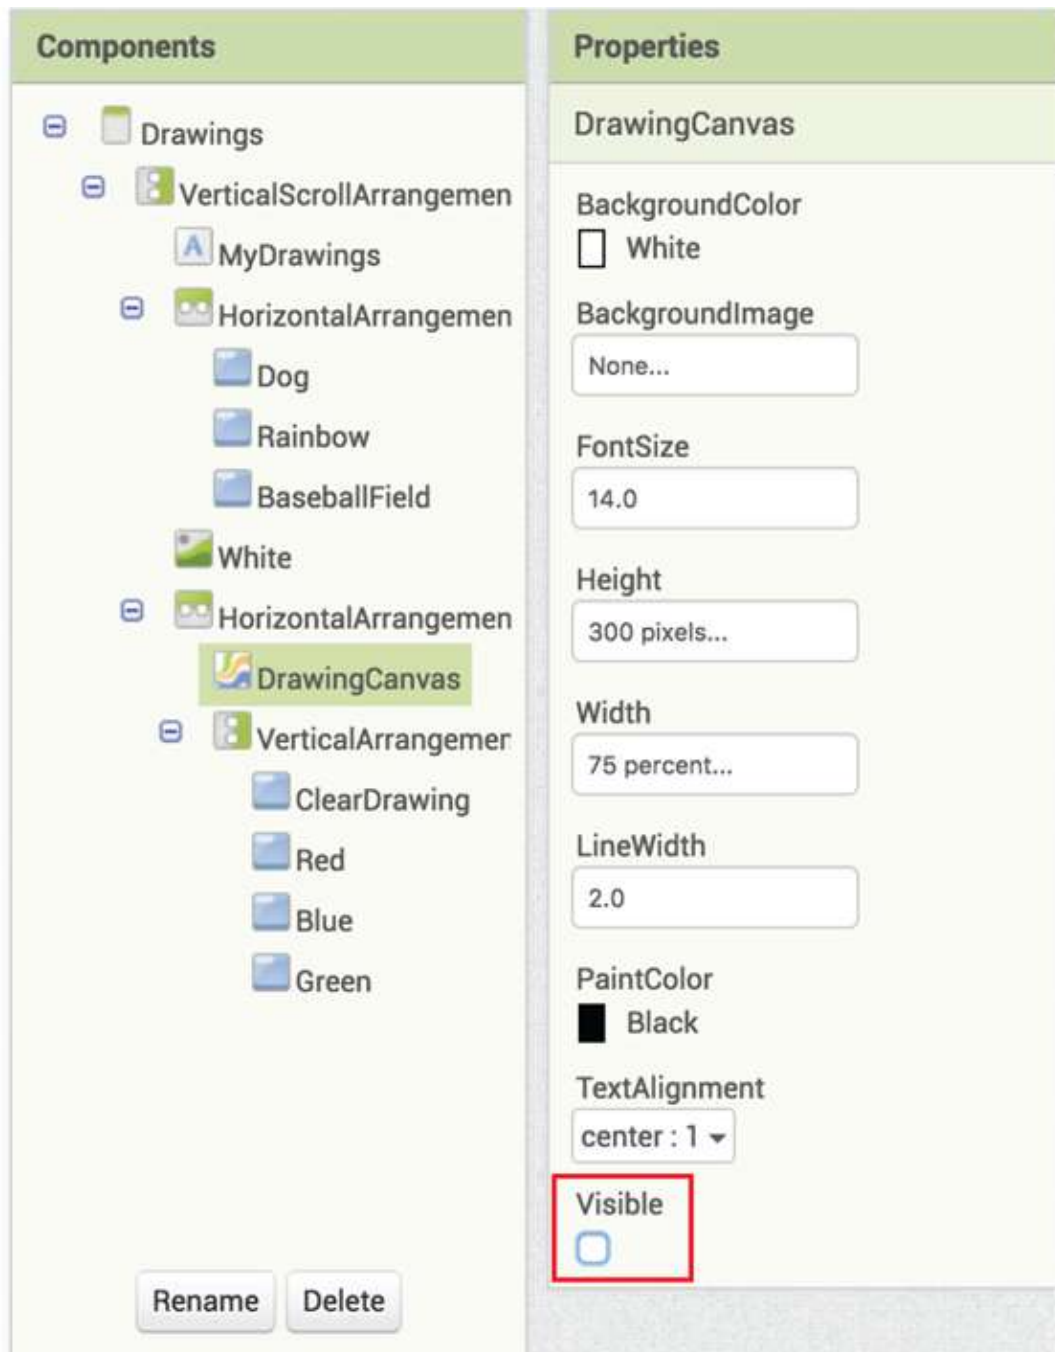 Components
Drawings
VerticalScrollArrangemen
MyDrawings
HorizontalArrangemen
Dog
Rainbow
BaseballField
White
HorizontalArrangemen
DrawingCanvas
VerticalArrangemer
ClearDrawing
Red
Blue
Green
Rename Delete
Properties
DrawingCanvas
BackgroundColor
White
BackgroundImage
None...
FontSize
14.0
Height
300 pixels...
Width
75 percent...
LineWidth
2.0
PaintColor
Black
TextAlignment
center : 1
Visible